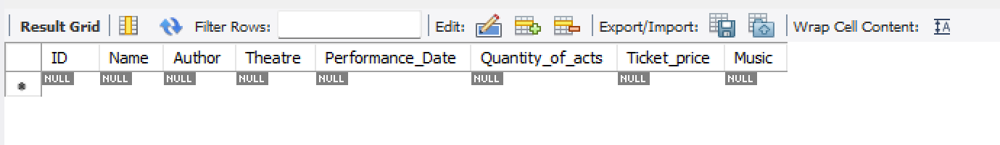 Result Grid Filter Rows: Edit: Export/Import: Wrap Cell Content: IA
ID Name Author Theatre Performance_Date Quantity_of_acts Ticket_price Music
NULL NULL NULL NULL NULL NULL NULL NULL